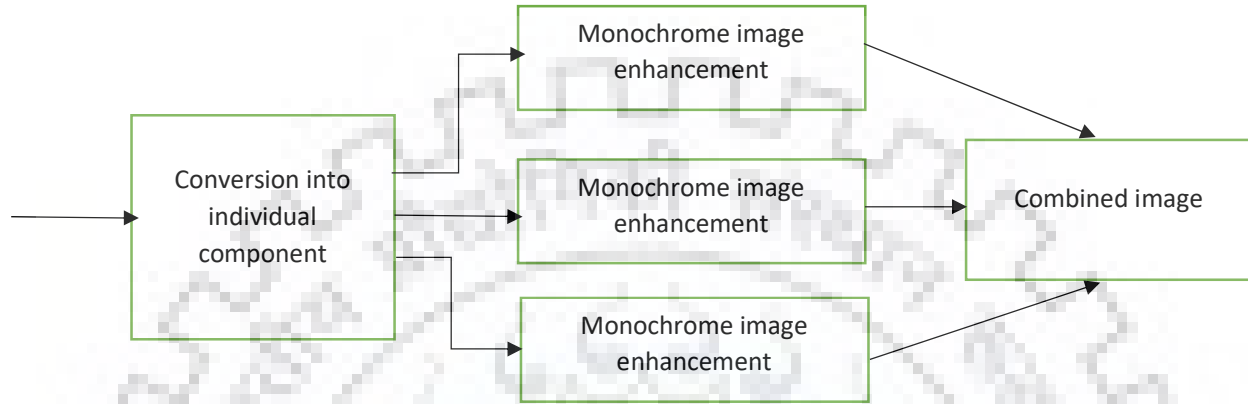 Monochrome image
enhancement
Conversion into
individual
component
Monochrome image
enhancement
Combined image
Monochrome image
enhancement